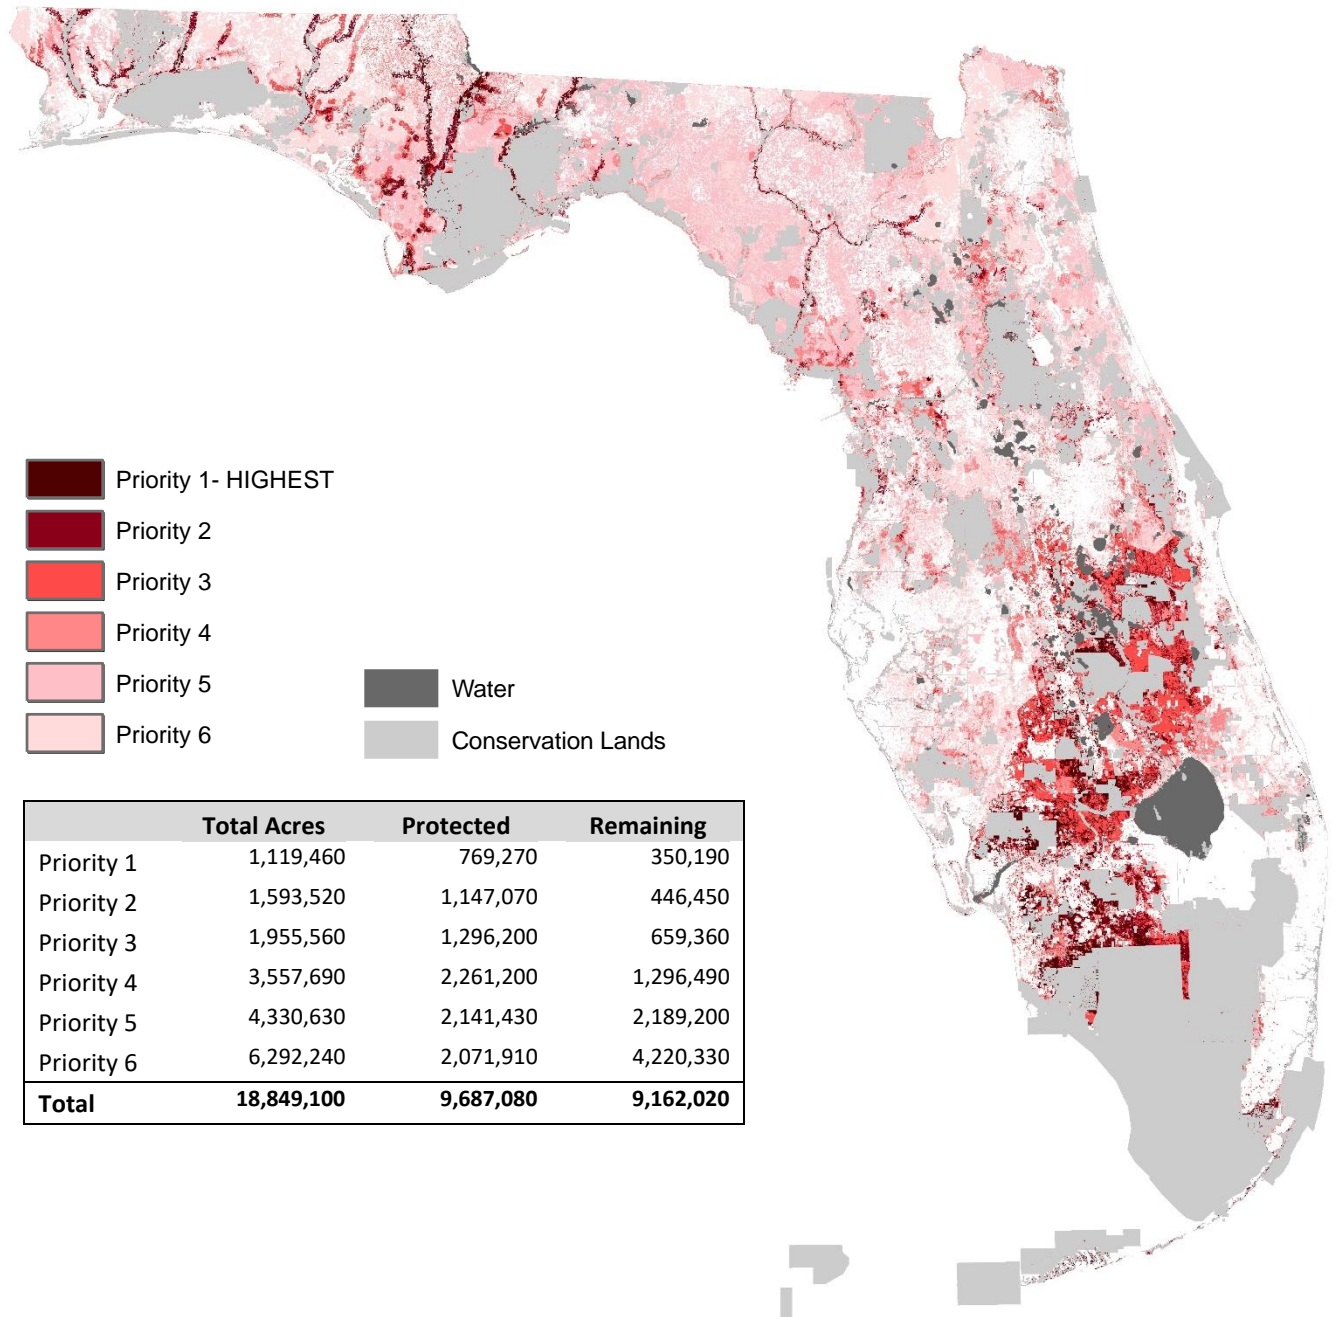 Priority 1- HIGHEST
Priority 2
Priority 3
Priority 4
Priority 5
Priority 6
Water
Conservation Lands
Total Acres Protected Remaining
Priority 1 1,119,460 769,270 350,190
Priority 2 1,593,520 1,147,070 446,450
Priority 3 1,955,560 1,296,200 659,360
Priority 4 3,557,690 2,261,200 1,296,490
Priority 5 4,330,630 2,141,430 2,189,200
Priority 6 6,292,240 2,071,910 4,220,330
Total 18,849,100 9,687,080 9,162,020